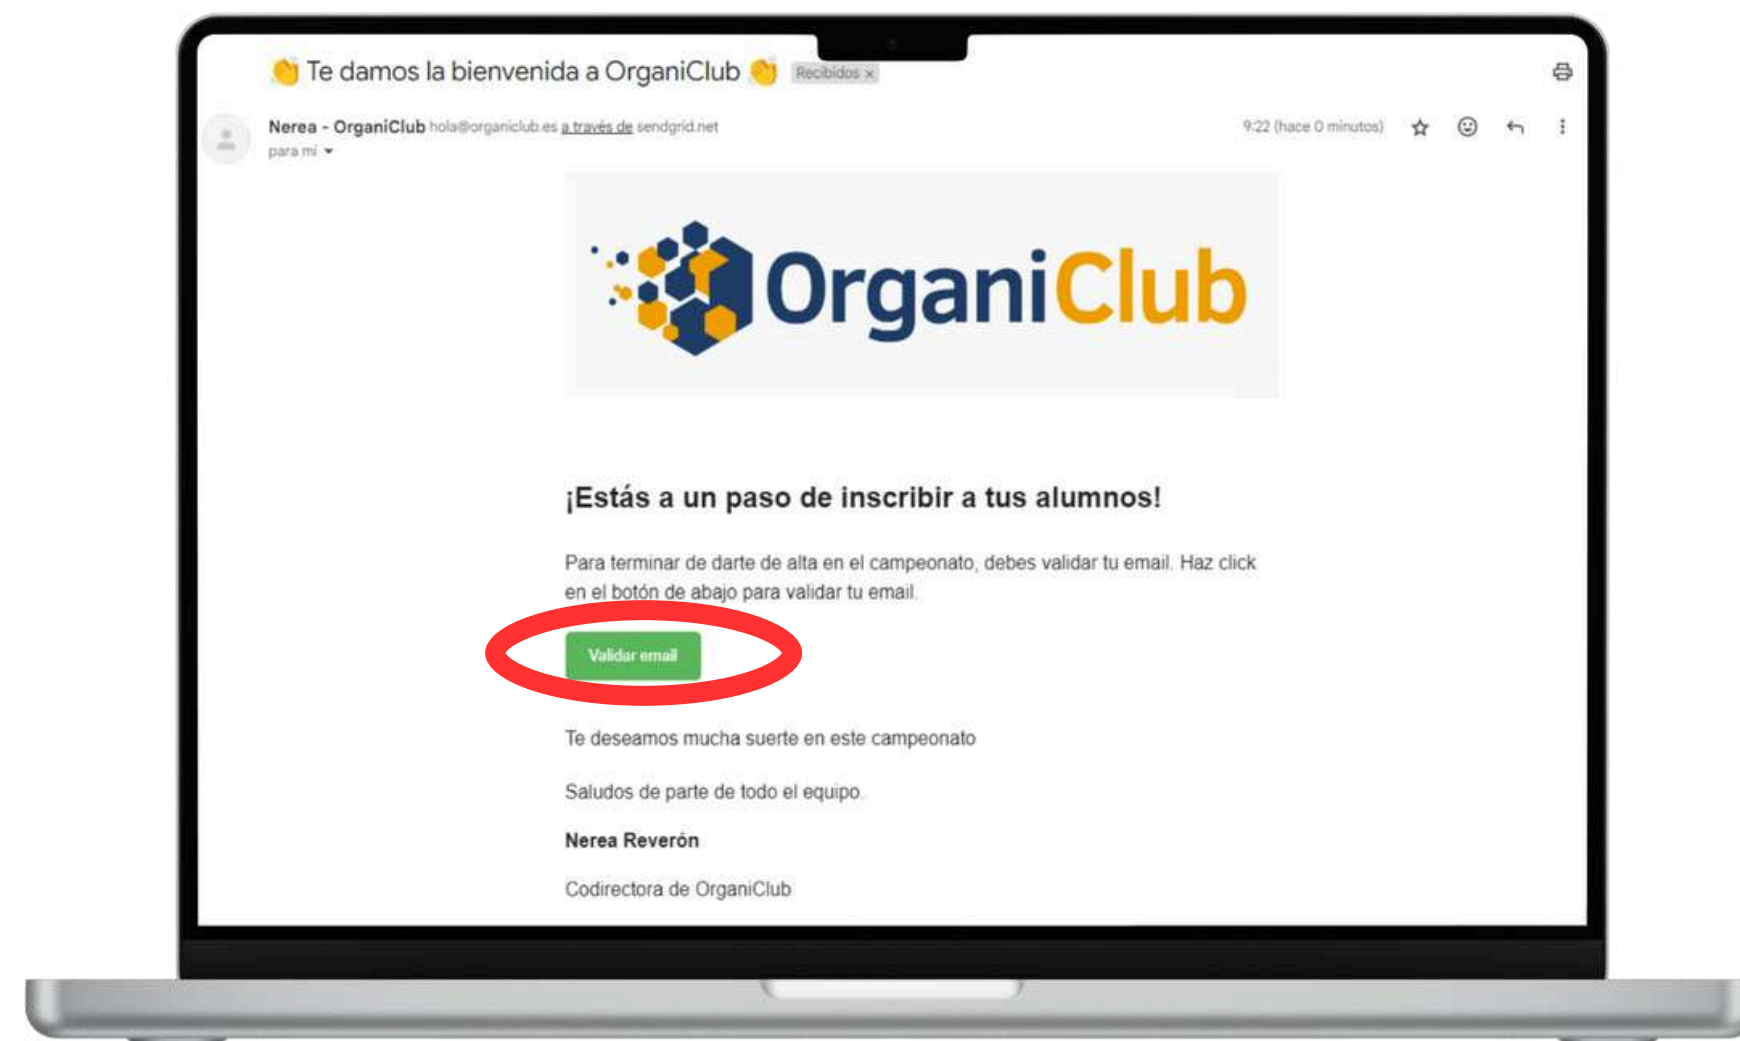 👏 Te damos la bienvenida a OrganiClub 👏 Recibidos x
Nerea - OrganiClub hola@organiclub.es a través de sendgrid.net 9:22 (hace 0 minutos)
para mí
OrganiClub
¡Estás a un paso de inscribir a tus alumnos!
Para terminar de darte de alta en el campeonato, debes validar tu email. Haz click
en el botón de abajo para validar tu email.
Validar email
Te deseamos mucha suerte en este campeonato
Saludos de parte de todo el equipo.
Nerea Reverón
Codirectora de OrganiClub